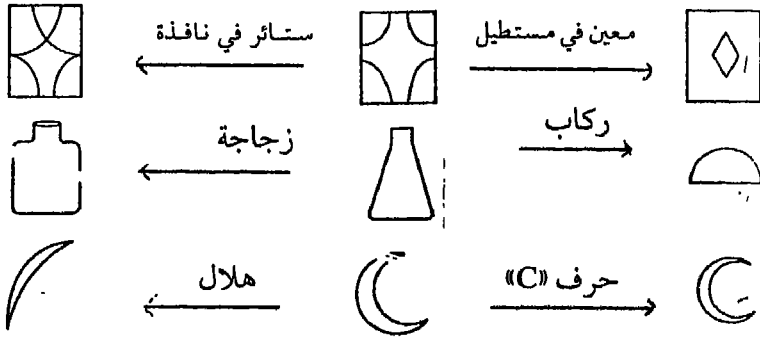 معين في مستطيل
ستائر في نافذة
ركاب
زجاجة
حرف «C»
هلال